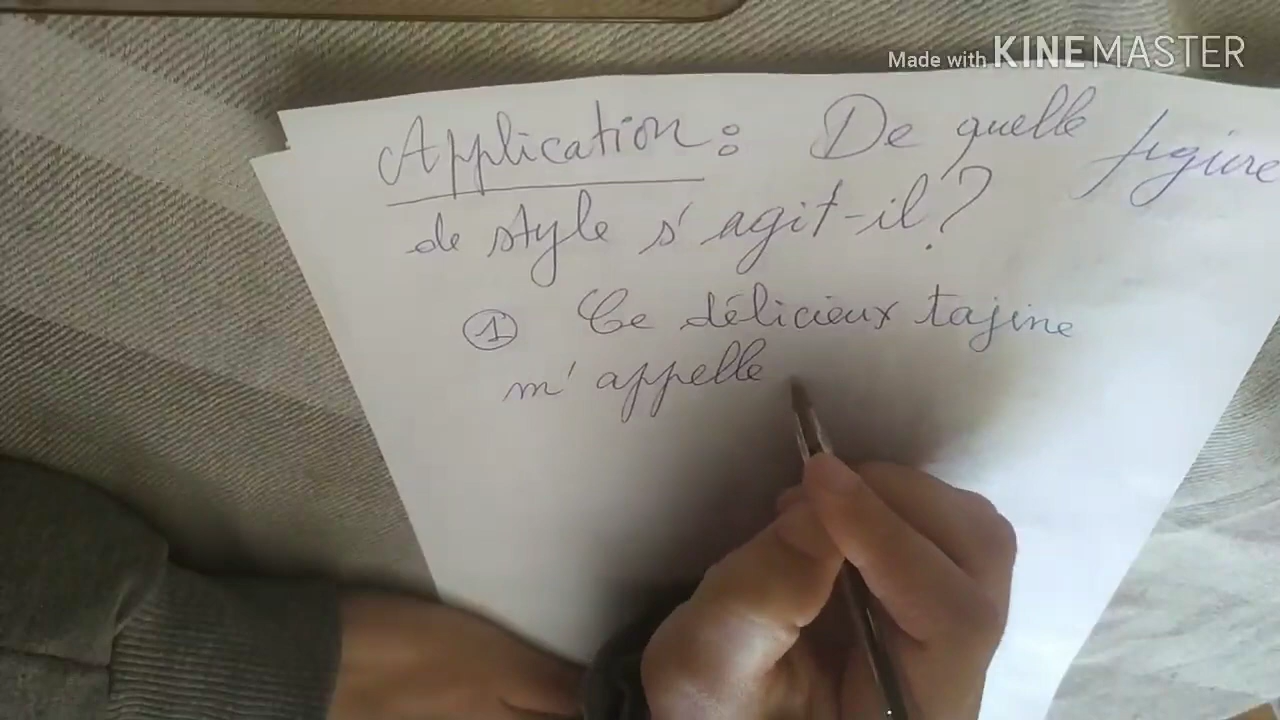 Made with KINEMASTER
Application : De quelle figure
de style s'agit-il ?
① Ce délicieux tajine
m'appelle